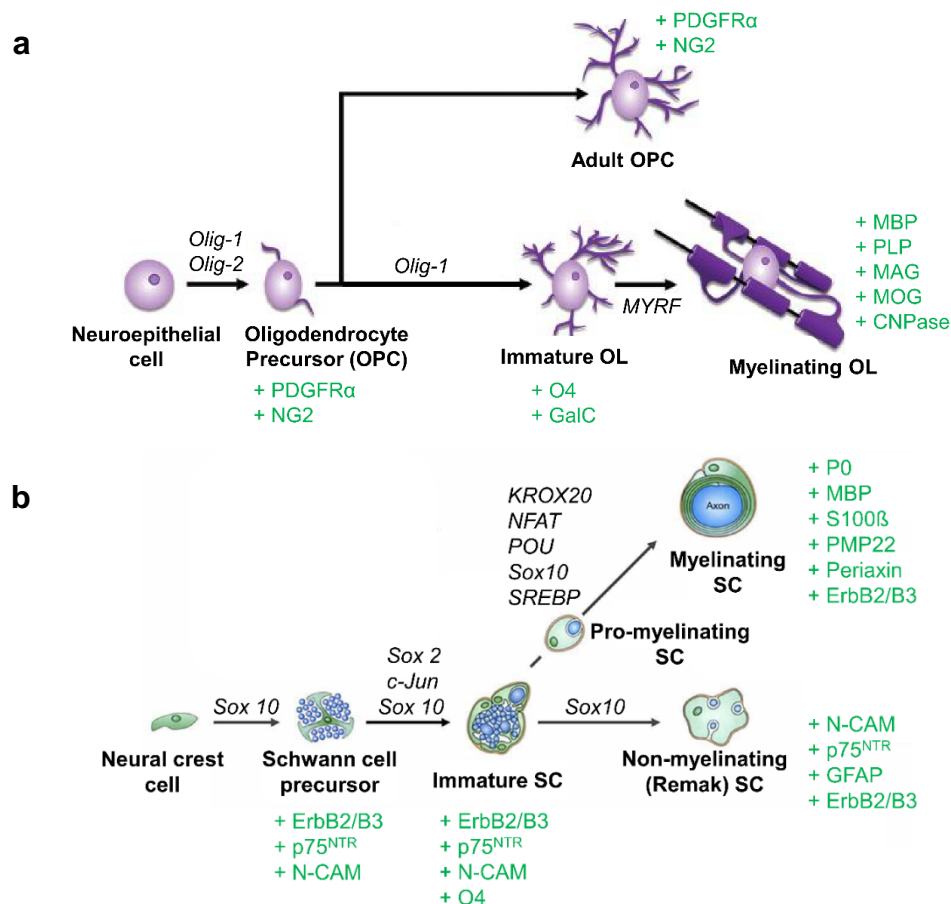 a
+ PDGFRα
+ NG2
Adult OPC
Olig-1
Olig-2
Olig-1
MYRF
Neuroepithelial
cell
Oligodendrocyte
Precursor (OPC)
+ PDGFRα
+ NG2
Immature OL
+ O4
+ GalC
Myelinating OL
+ MBP
+ PLP
+ MAG
+ MOG
+ CNPase
b
KROX20
NFAT
POU
Sox10
SREBP
Axon
Myelinating
SC
+ P0
+ MBP
+ S100ß
+ PMP22
+ Periaxin
+ ErbB2/B3
Pro-myelinating
SC
Sox 10
Sox 2
c-Jun
Sox 10
Sox10
Neural crest
cell
Schwann cell
precursor
+ ErbB2/B3
+ p75NTR
+ N-CAM
Immature SC
+ ErbB2/B3
+ p75NTR
+ N-CAM
+ O4
Non-myelinating
(Remak) SC
+ N-CAM
+ p75NTR
+ GFAP
+ ErbB2/B3